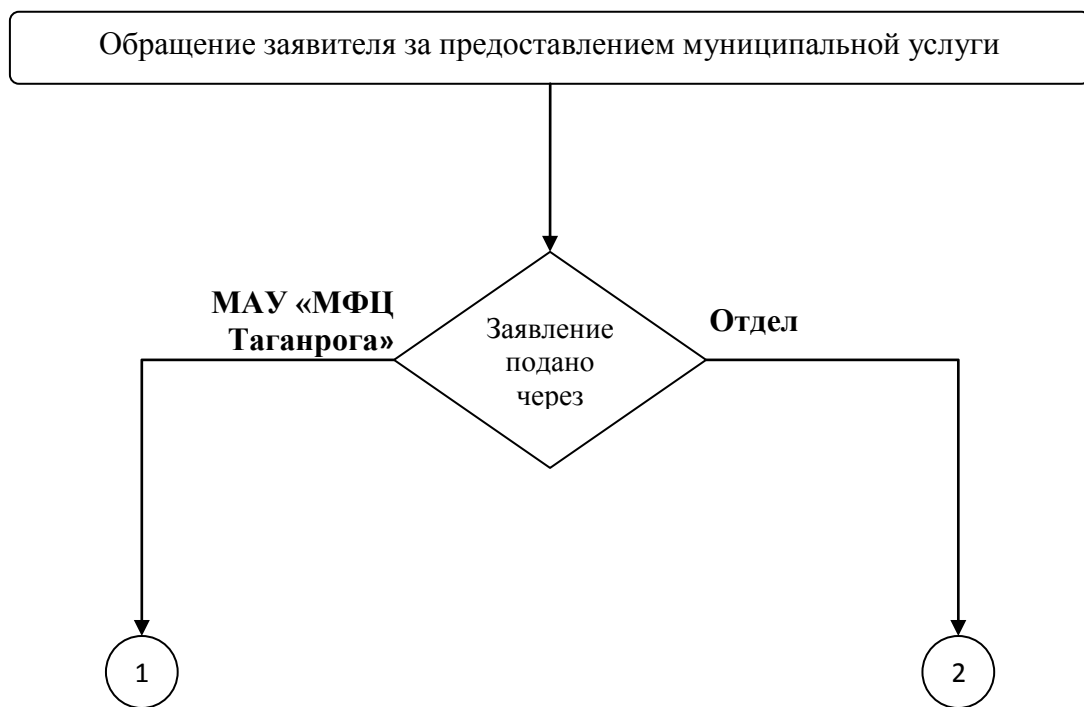 Обращение заявителя за предоставлением муниципальной услуги
МАУ «МФЦ
Таганрога»
Заявление
подано
через
Отдел
1
2